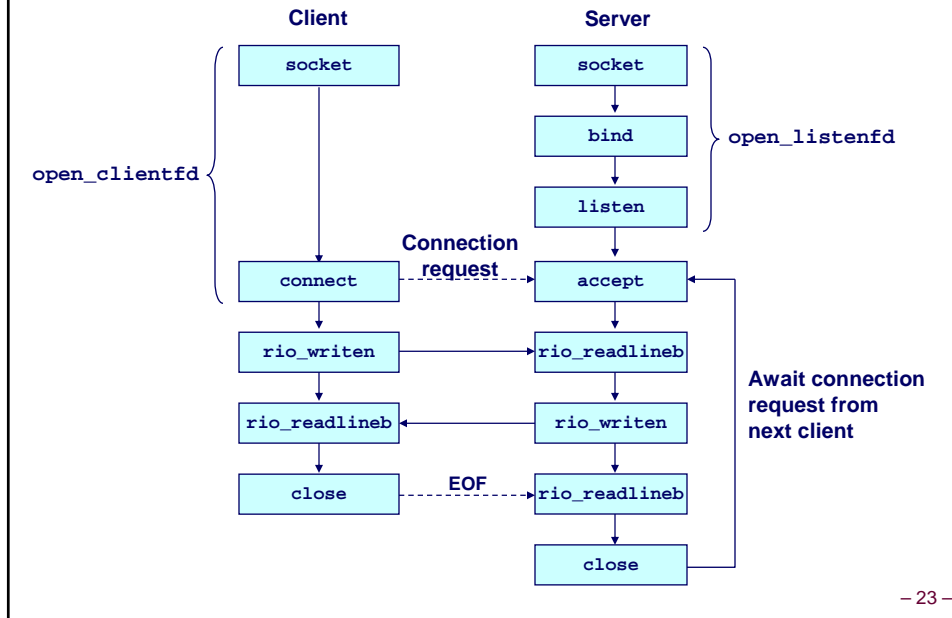 Client
Server
socket
socket
bind
open_listenfd
open_clientfd
listen
Connection
request
connect
accept
rio_writen
rio_readlineb
Await connection
request from
next client
rio_readlineb
rio_writen
close
EOF
rio_readlineb
close
– 23 –